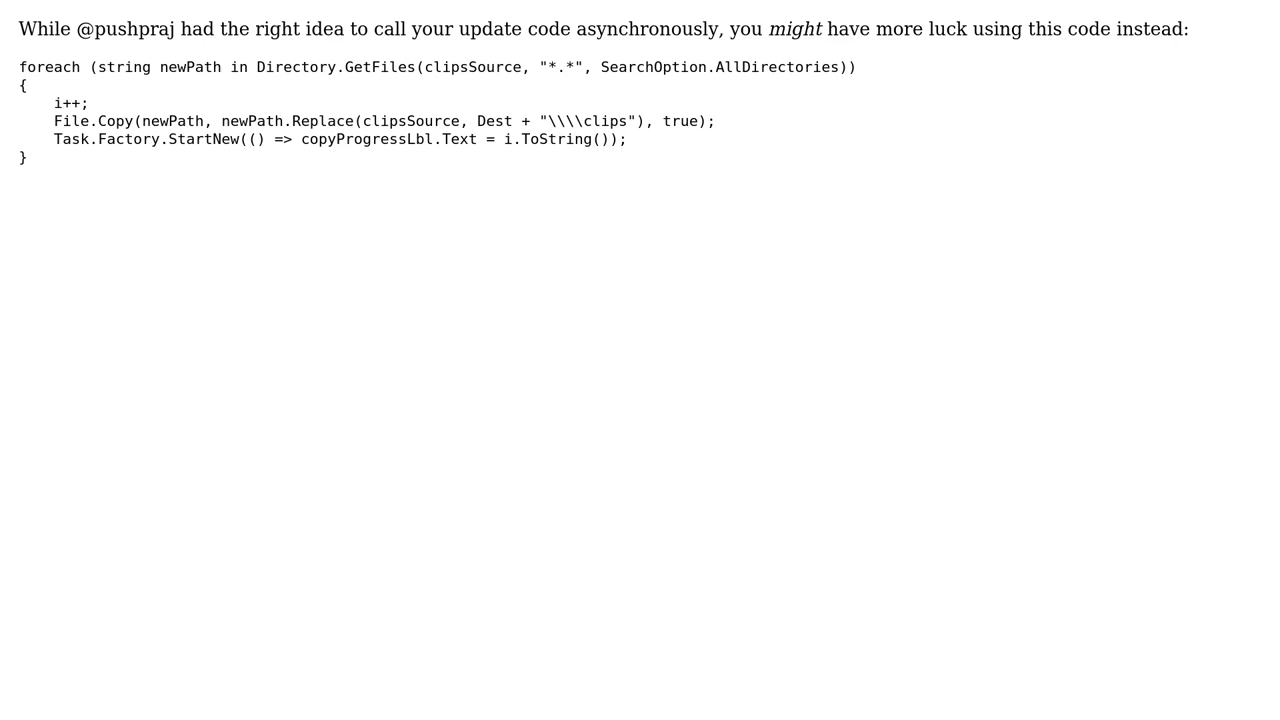 While @pushpraj had the right idea to call your update code asynchronously, you might have more luck using this code instead:
foreach (string newPath in Directory.GetFiles(clipsSource, "*.*", SearchOption.AllDirectories))
{
    i++;
    File.Copy(newPath, newPath.Replace(clipsSource, Dest + "\\\\clips"), true);
    Task.Factory.StartNew(() => copyProgressLbl.Text = i.ToString());
}